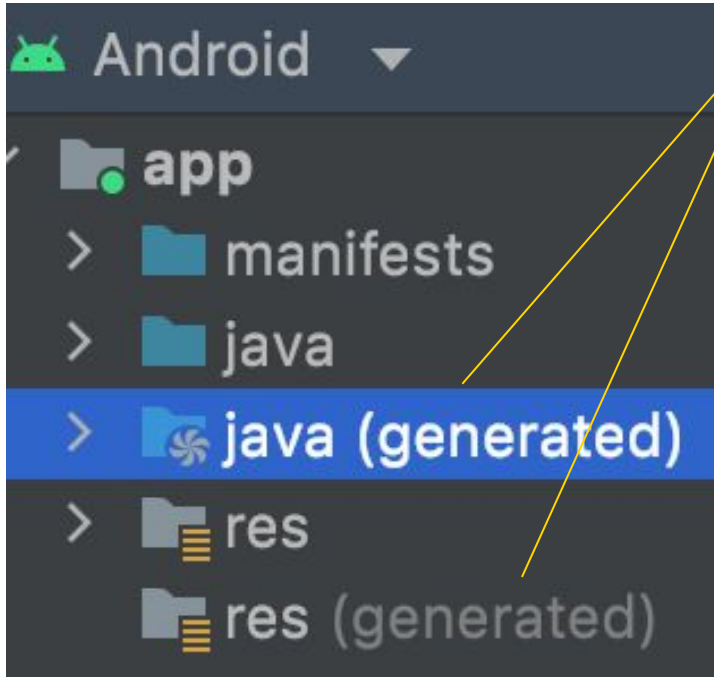 Android
app
manifests
java
java (generated)
res
res (generated)